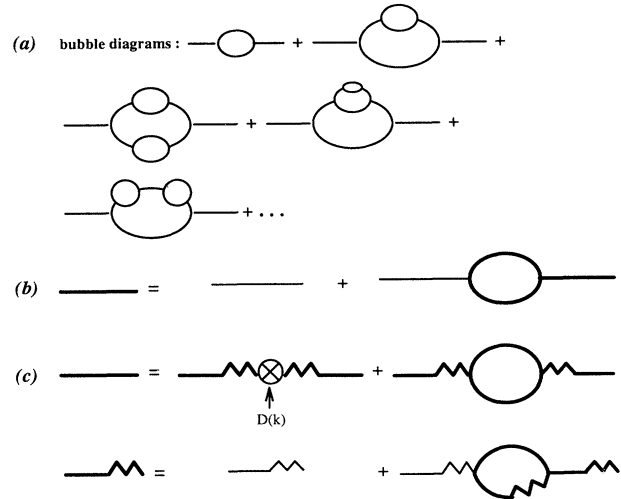 (a) bubble diagrams : + +
+ +
+ . . .
(b) = +
(c) = +
D(k)
= +